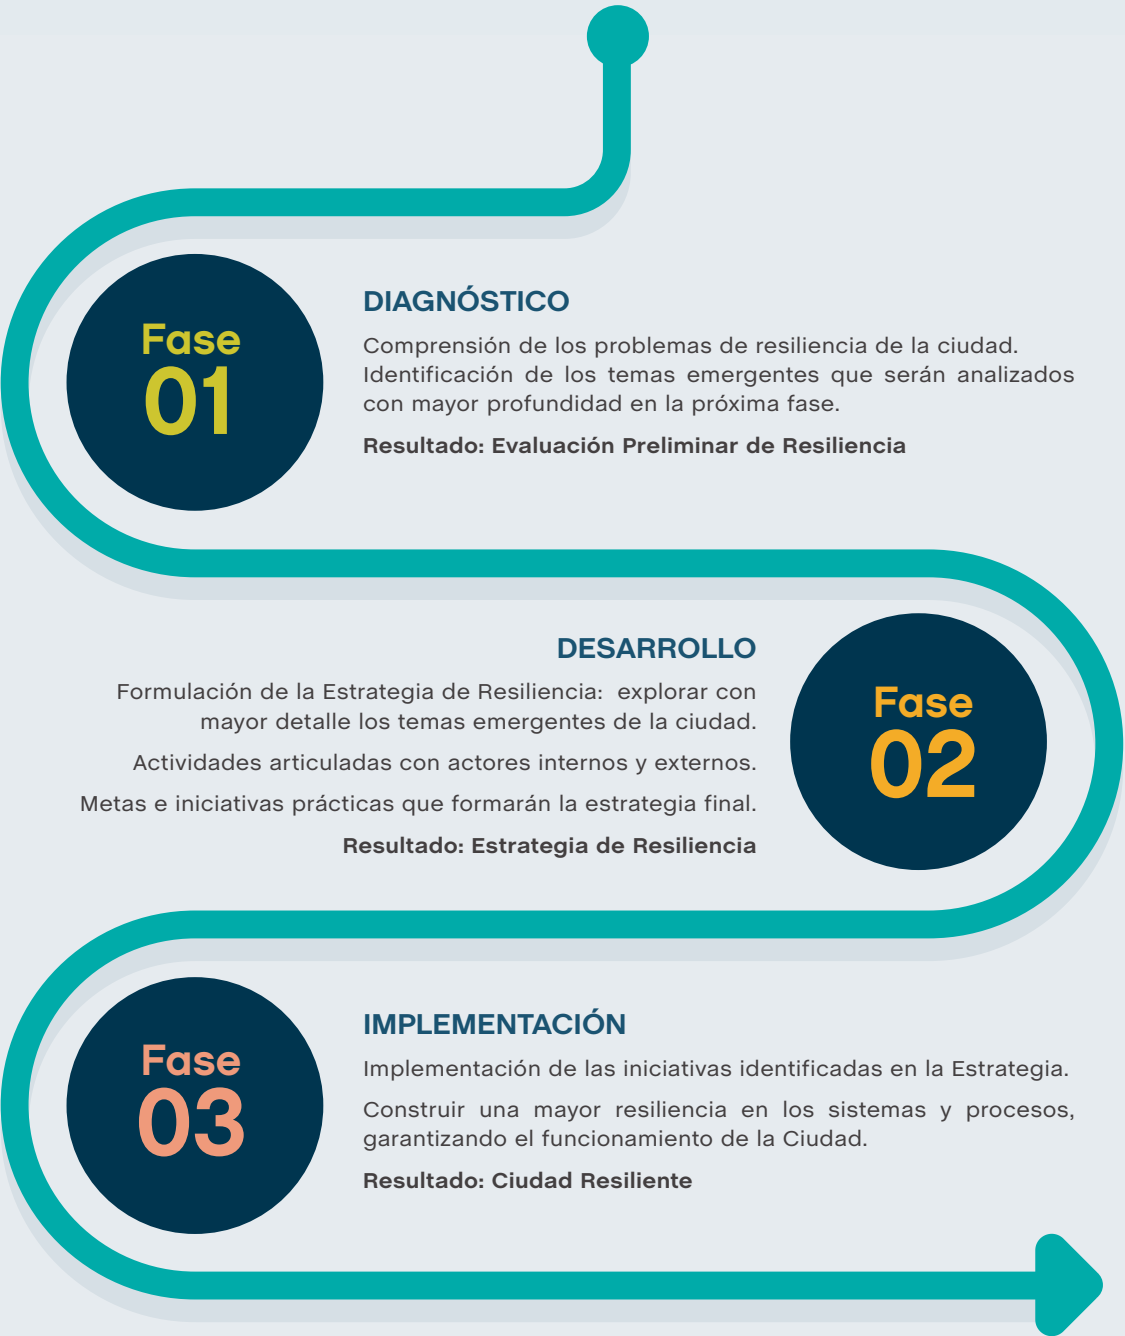 Fase
01
DIAGNÓSTICO
Comprensión de los problemas de resiliencia de la ciudad.
Identificación de los temas emergentes que serán analizados
con mayor profundidad en la próxima fase.
Resultado: Evaluación Preliminar de Resiliencia
DESARROLLO
Formulación de la Estrategia de Resiliencia: explorar con
mayor detalle los temas emergentes de la ciudad.
Actividades articuladas con actores internos y externos.
Metas e iniciativas prácticas que formarán la estrategia final.
Resultado: Estrategia de Resiliencia
Fase
02
Fase
03
IMPLEMENTACIÓN
Implementación de las iniciativas identificadas en la Estrategia.
Construir una mayor resiliencia en los sistemas y procesos,
garantizando el funcionamiento de la Ciudad.
Resultado: Ciudad Resiliente